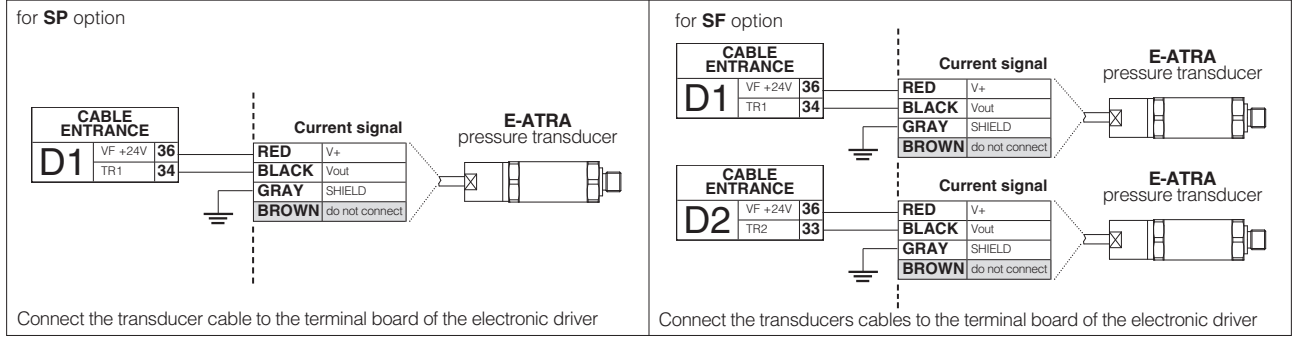 for SP option
CABLE
ENTRANCE
D1
VF +24V 36
TR1 34
Current signal
RED V+
BLACK Vout
GRAY SHIELD
BROWN do not connect
E-ATRA
pressure transducer
Connect the transducer cable to the terminal board of the electronic driver
for SF option
CABLE
ENTRANCE
D1
VF +24V 36
TR1 34
Current signal
RED V+
BLACK Vout
GRAY SHIELD
BROWN do not connect
E-ATRA
pressure transducer
CABLE
ENTRANCE
D2
VF +24V 36
TR2 33
Current signal
RED V+
BLACK Vout
GRAY SHIELD
BROWN do not connect
E-ATRA
pressure transducer
Connect the transducers cables to the terminal board of the electronic driver